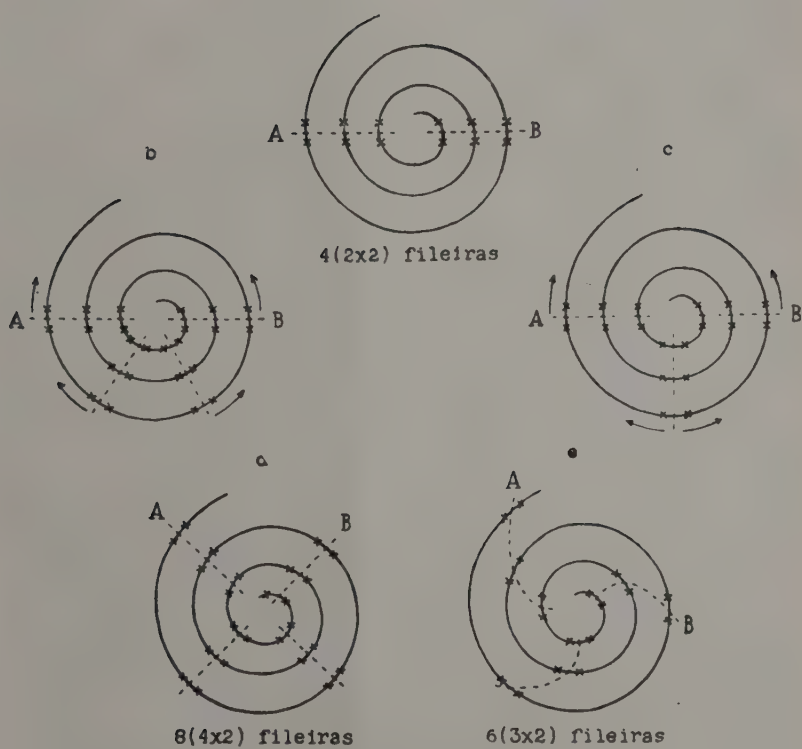 A B
b c
4(2x2) fileiras
A B A B
a e
A B A B
8(4x2) fileiras 6(3x2) fileiras